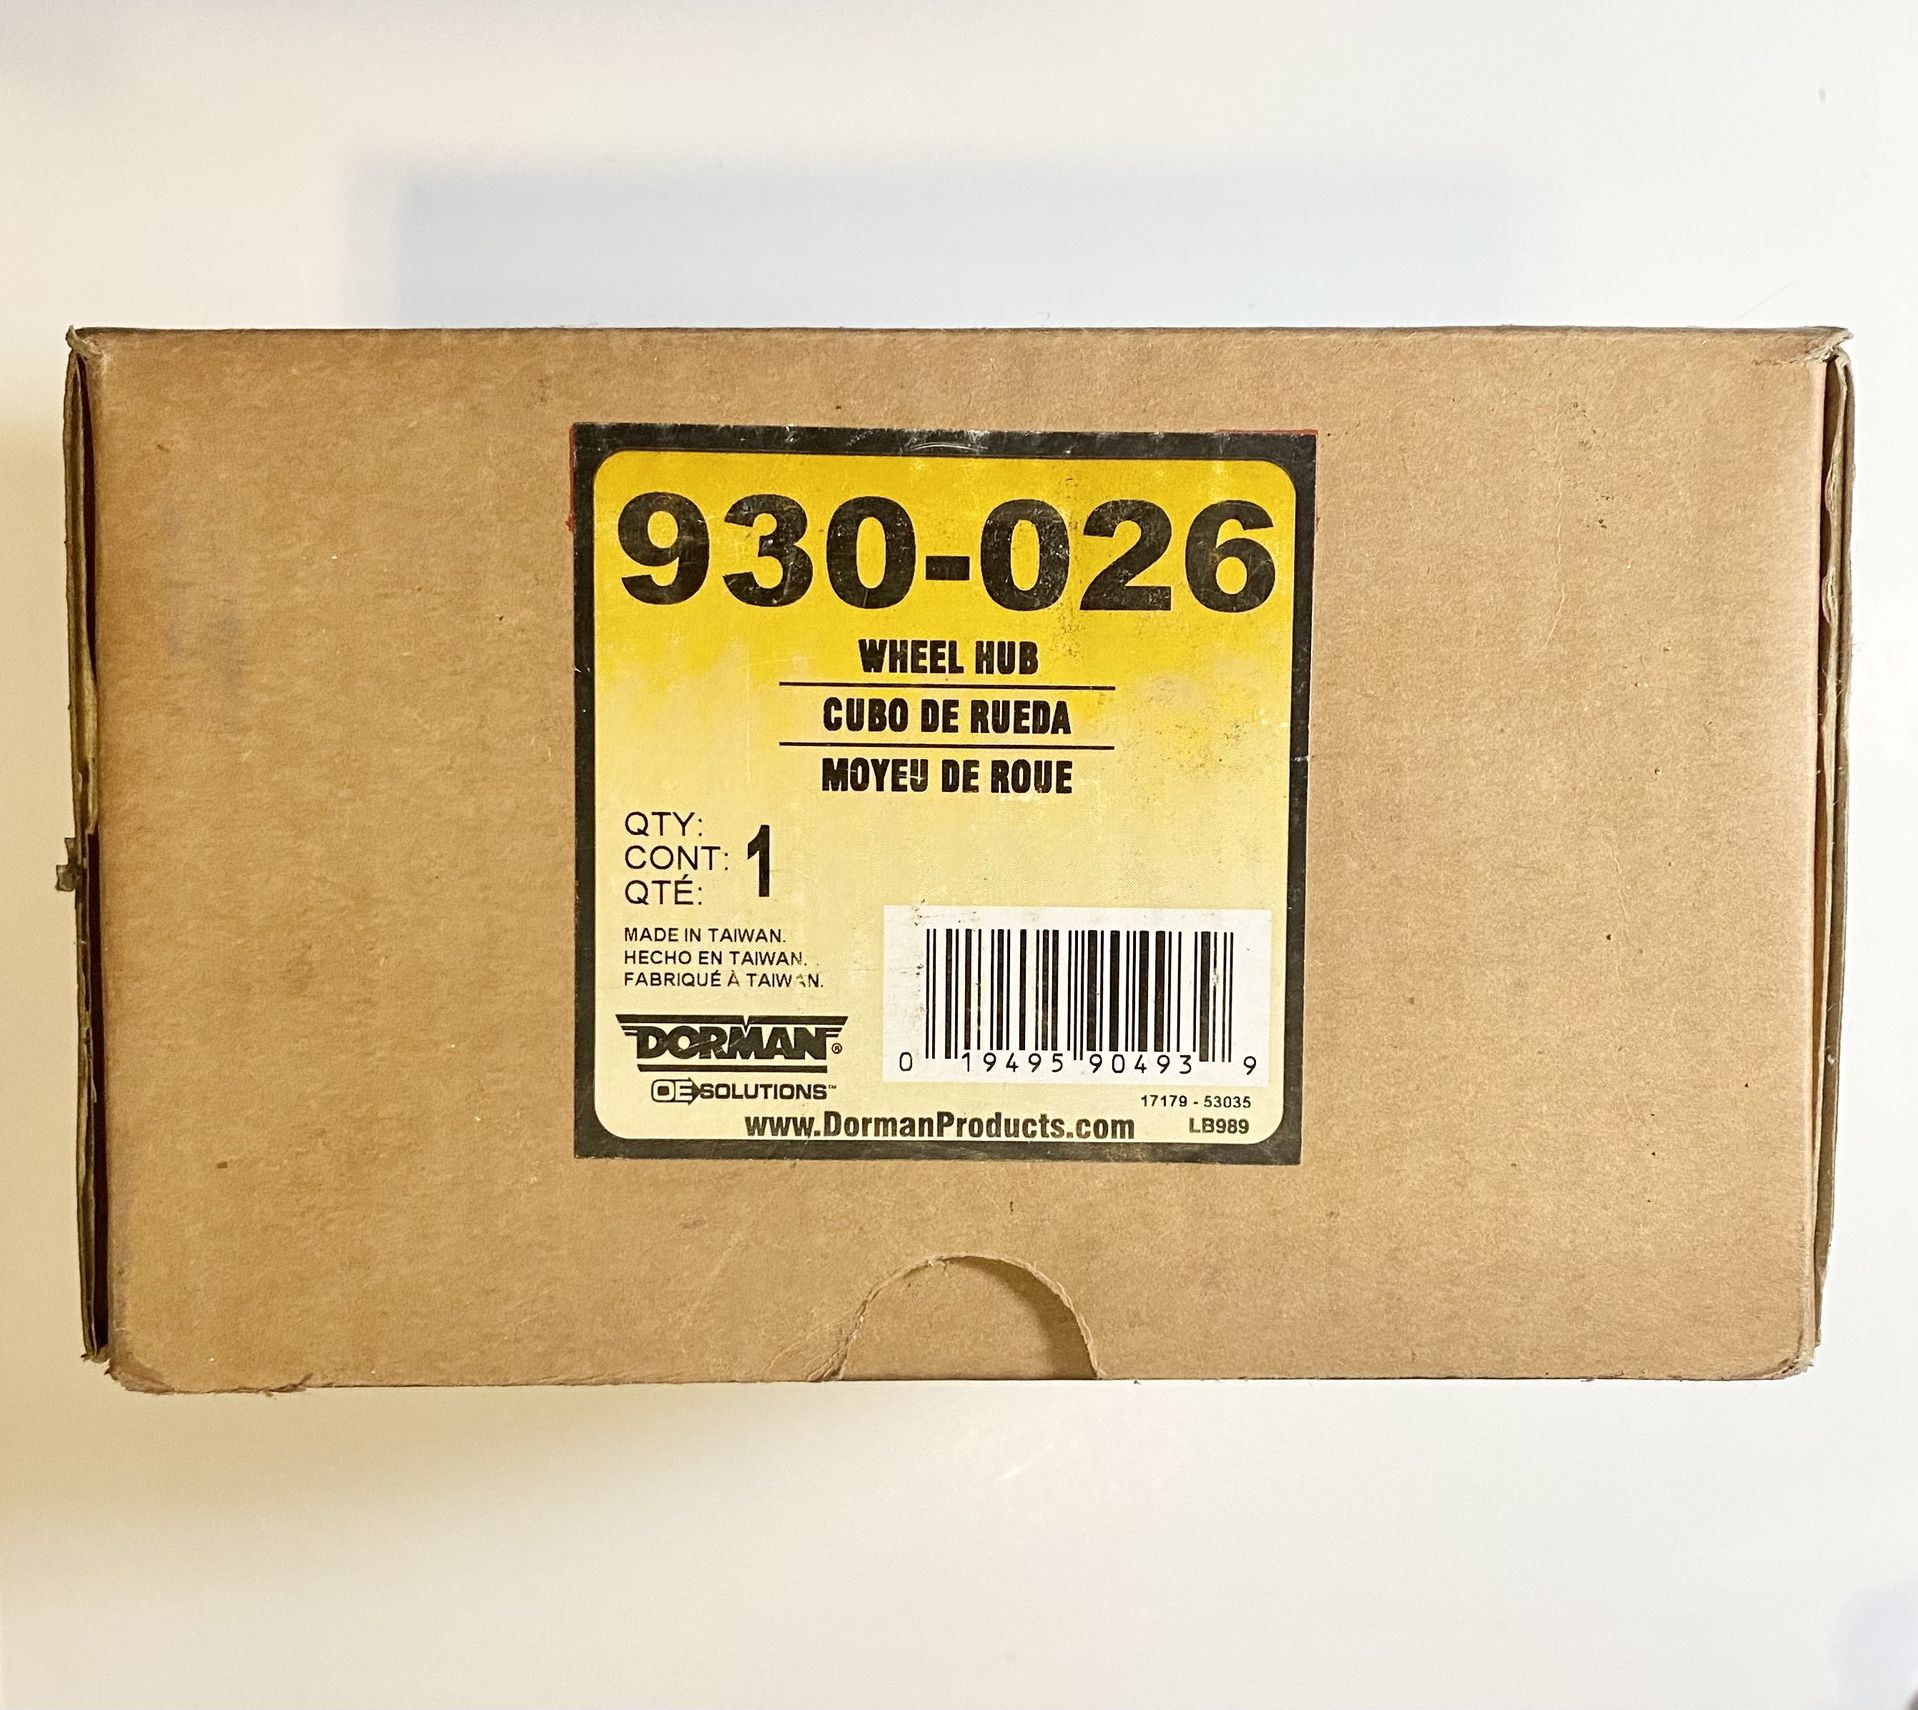 930-026
WHEEL HUB
CUBO DE RUEDA
MOYEU DE ROUE
QTY:
CONT: 1
QTÉ:
MADE IN TAIWAN.
HECHO EN TAIWAN.
FABRIQUÉ À TAIWAN.
DORMAN®
OE SOLUTIONS™
0 19495 90493 9
17179 - 53035
www.DormanProducts.com LB989